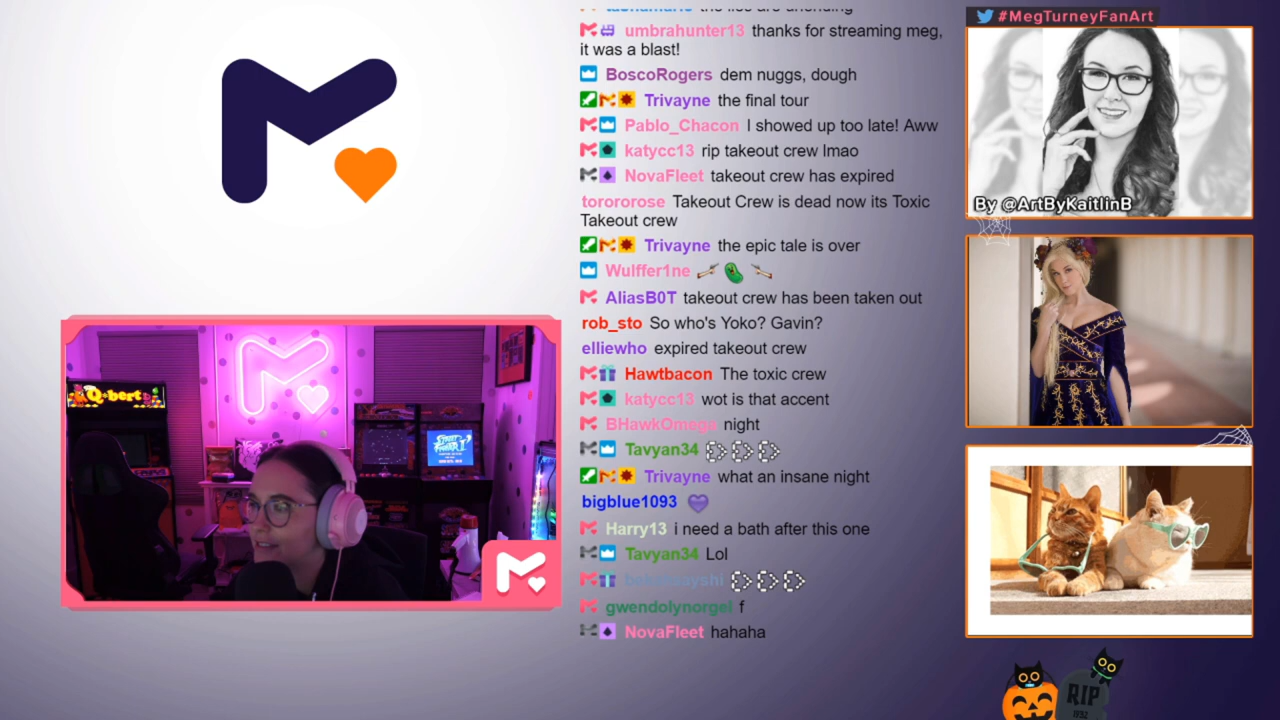 #MegTurneyFanArt
umbrahunter13 thanks for streaming meg,
it was a blast!
BoscoRogers dem nuggs, dough
Trivayne the final tour
Pablo_Chacon I showed up too late! Aww
katycc13 rip takeout crew lmao
NovaFleet takeout crew has expired
torororose Takeout Crew is dead now its Toxic
Takeout crew
Trivayne the epic tale is over
Wulffer1ne
AliasB0T takeout crew has been taken out
rob_sto So who's Yoko? Gavin?
elliewho expired takeout crew
Hawtbacon The toxic crew
katycc13 wot is that accent
BHawkOmega night
Tavyan34
Trivayne what an insane night
bigblue1093
Harry13 i need a bath after this one
Tavyan34 Lol
gwendolynorgel f
NovaFleet hahaha
By @ArtByKaitlinB
Q*bert
STREET
FIGHTER II
RIP